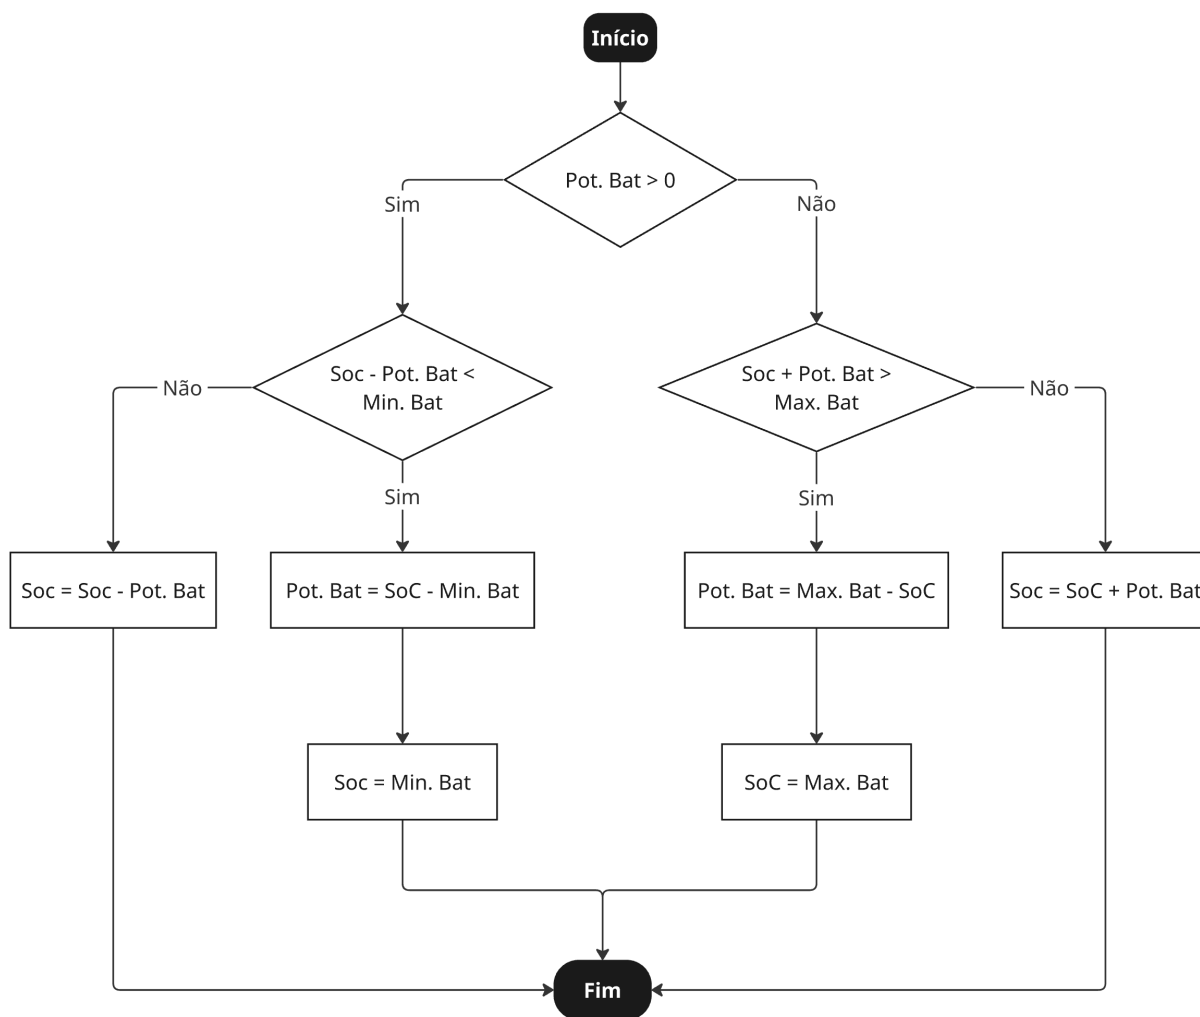 Início
Pot. Bat > 0
Sim
Não
Soc - Pot. Bat <
Min. Bat
Soc + Pot. Bat >
Max. Bat
Não
Não
Sim
Sim
Soc = Soc - Pot. Bat
Pot. Bat = SoC - Min. Bat
Pot. Bat = Max. Bat - SoC
Soc = SoC + Pot. Bat
Soc = Min. Bat
SoC = Max. Bat
Fim